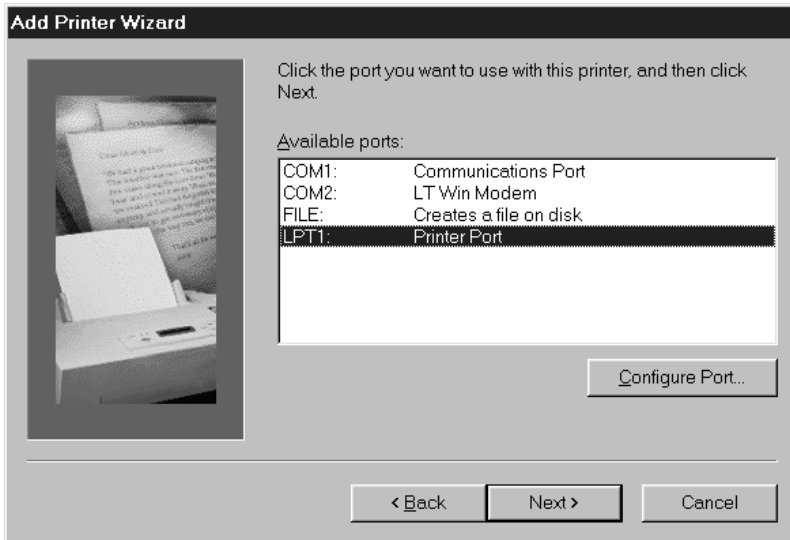 Add Printer Wizard
Click the port you want to use with this printer, and then click
Next.
Available ports:
COM1: Communications Port
COM2: LT Win Modem
FILE: Creates a file on disk
LPT1: Printer Port
Configure Port...
< Back Next > Cancel